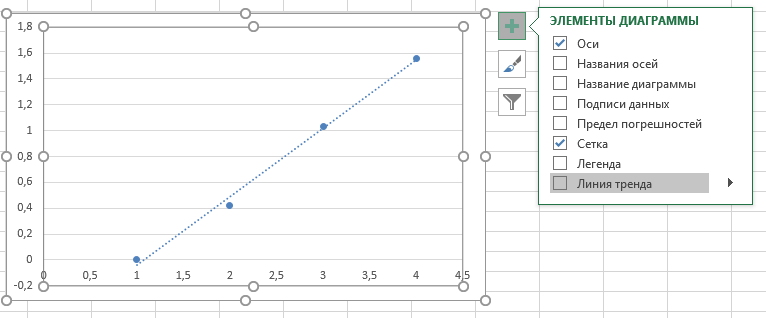 1,8
1,6
1,4
1,2
1
0,8
0,6
0,4
0,2
0
-0,2
0 0,5 1 1,5 2 2,5 3 3,5 4 4,5
ЭЛЕМЕНТЫ ДИАГРАММЫ
Оси
Названия осей
Название диаграммы
Подписи данных
Предел погрешностей
Сетка
Легенда
Линия тренда